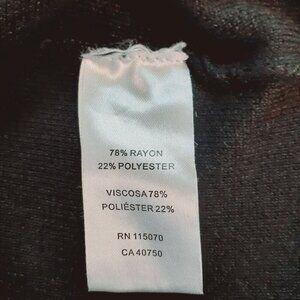 78% RAYON
22% POLYESTER
VISCOSA 78%
POLIÉSTER 22%
RN 115070
CA 40750